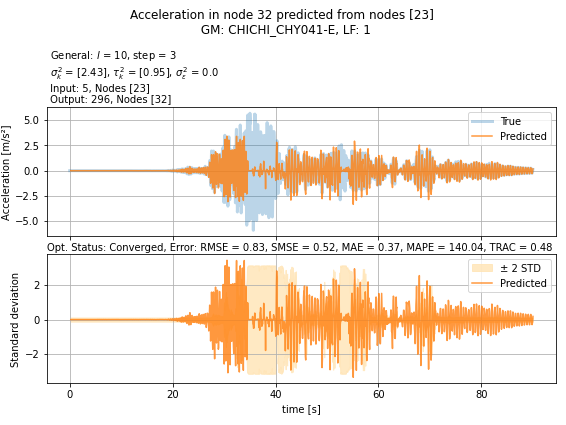 Acceleration in node 32 predicted from nodes [23]
GM: CHICHI_CHY041-E, LF: 1
General: l = 10, step = 3
σ²ₖ = [2.43], τ²ₖ = [0.95], σ²ε = 0.0
Input: 5, Nodes [23]
Output: 296, Nodes [32]
Acceleration [m/s²]
5.0
2.5
0.0
−2.5
−5.0
True
Predicted
Opt. Status: Converged, Error: RMSE = 0.83, SMSE = 0.52, MAE = 0.37, MAPE = 140.04, TRAC = 0.48
Standard deviation
2
0
−2
± 2 STD
Predicted
0 20 40 60 80
time [s]